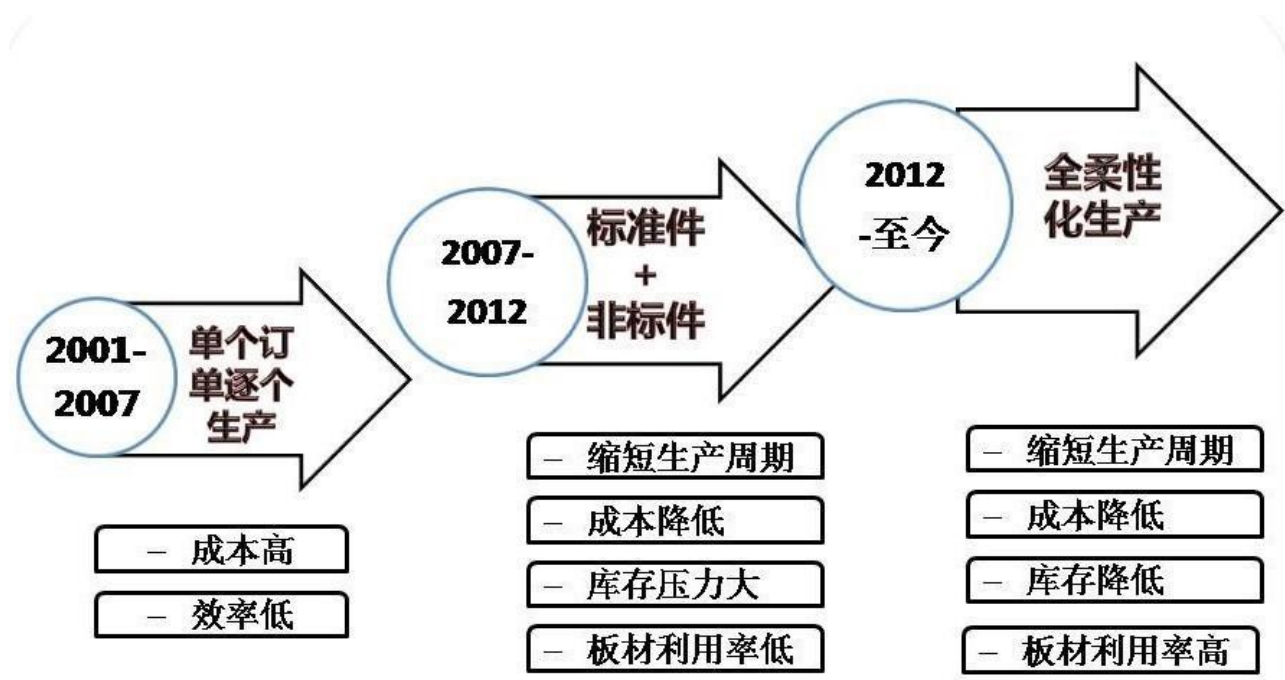 2001-
2007
单个订
单逐个
生产
– 成本高
– 效率低
2007-
2012
标准件
+
非标件
– 缩短生产周期
– 成本降低
– 库存压力大
– 板材利用率低
2012
-至今
全柔性
化生产
– 缩短生产周期
– 成本降低
– 库存降低
– 板材利用率高